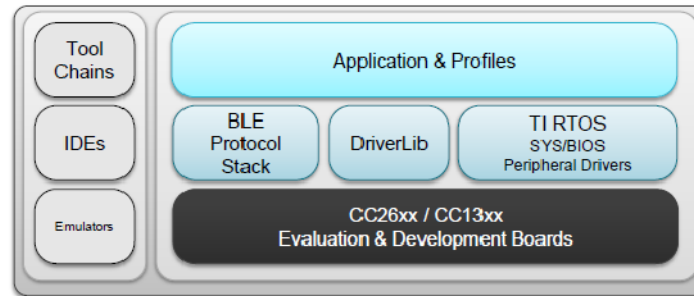 Tool
Chains
IDEs
Emulators
Application & Profiles
BLE
Protocol
Stack
DriverLib
TI RTOS
SYS/BIOS
Peripheral Drivers
CC26xx / CC13xx
Evaluation & Development Boards